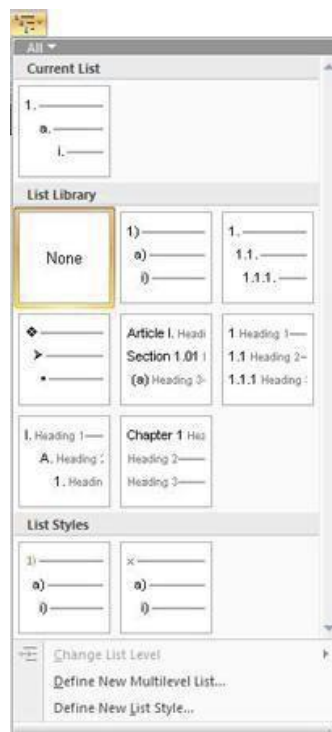 All
Current List
1.
a.
i.
List Library
None
1)
a)
i)
1.
1.1.
1.1.1.
Article I. Headi
Section 1.01
(a) Heading 3-
1 Heading 1
1.1 Heading 2
1.1.1 Heading
I. Heading 1
A. Heading
1. Headin
Chapter 1 Hea
Heading 2
Heading 3
List Styles
1)
a)
i)
x
a)
i)
Change List Level
Define New Multilevel List...
Define New List Style...